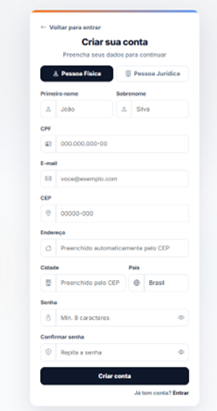 ← Voltar para entrar
Criar sua conta
Preencha seus dados para continuar
Pessoa Física Pessoa Jurídica
Primeiro nome Sobrenome
João Silva
CPF
000.000.000-00
E-mail
voce@exemplo.com
CEP
00000-000
Endereço
Preenchido automaticamente pelo CEP
Cidade País
Preenchido pelo CEP Brasil
Senha
Min. 8 caracteres
Confirmar senha
Repita a senha
Criar conta
Já tem conta? Entrar